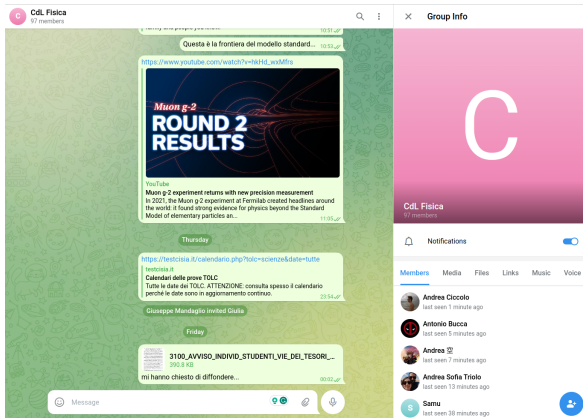 CdL Fisica
97 members
10:51
Questa è la frontiera del modello standard... 10:52
https://www.youtube.com/watch?v=hkHd_wxMfrs
Muon g-2
ROUND 2
RESULTS
YouTube
Muon g-2 experiment returns with new precision measurement
In 2021, the Muon g-2 experiment at Fermilab created headlines around
the world: it found strong evidence for physics beyond the Standard
Model of elementary particles an...
11:05
Thursday
https://testcisia.it/calendario.php?tolc=scienze&date=tutte
testcisia.it
Calendari delle prove TOLC
Tutte le date dei TOLC. ATTENZIONE: consulta spesso il calendario
perché le date sono in aggiornamento continuo.
23:54
Giuseppe Mandaglio invited Giulia
Friday
3100_AVVISO_INDIVID_STUDENTI_VIE_DEI_TESORI_...
390.8 KB
mi hanno chiesto di diffondere...
00:02
Message
Group Info
C
CdL Fisica
97 members
Notifications
Members Media Files Links Music Voice
Andrea Ciccolo
last seen 1 minute ago
Antonio Bucca
last seen 5 minutes ago
Andrea 空
last seen 7 minutes ago
Andrea Sofia Triolo
last seen 13 minutes ago
S
Samu
last seen 38 minutes ago